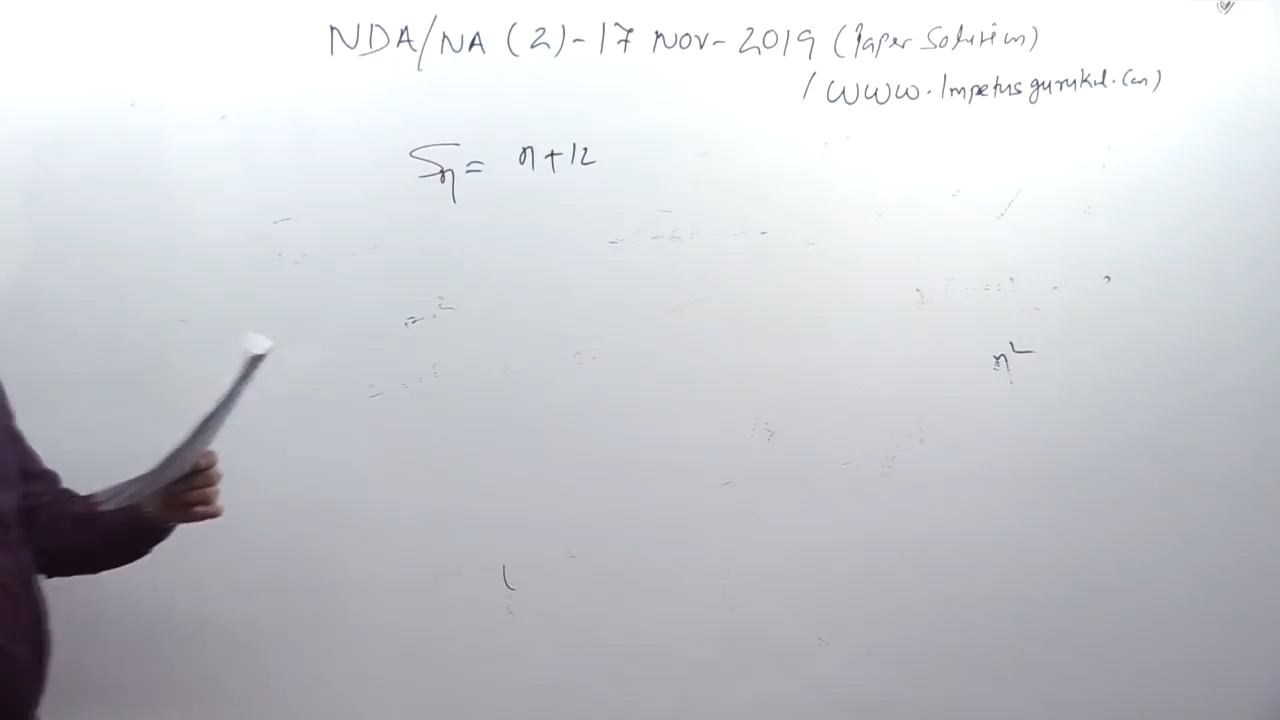 NDA/NA (2)-17 Nov-2019 (Paper Solution)
/ www.Impetusgurukul.com)
Sn = n+12
n²